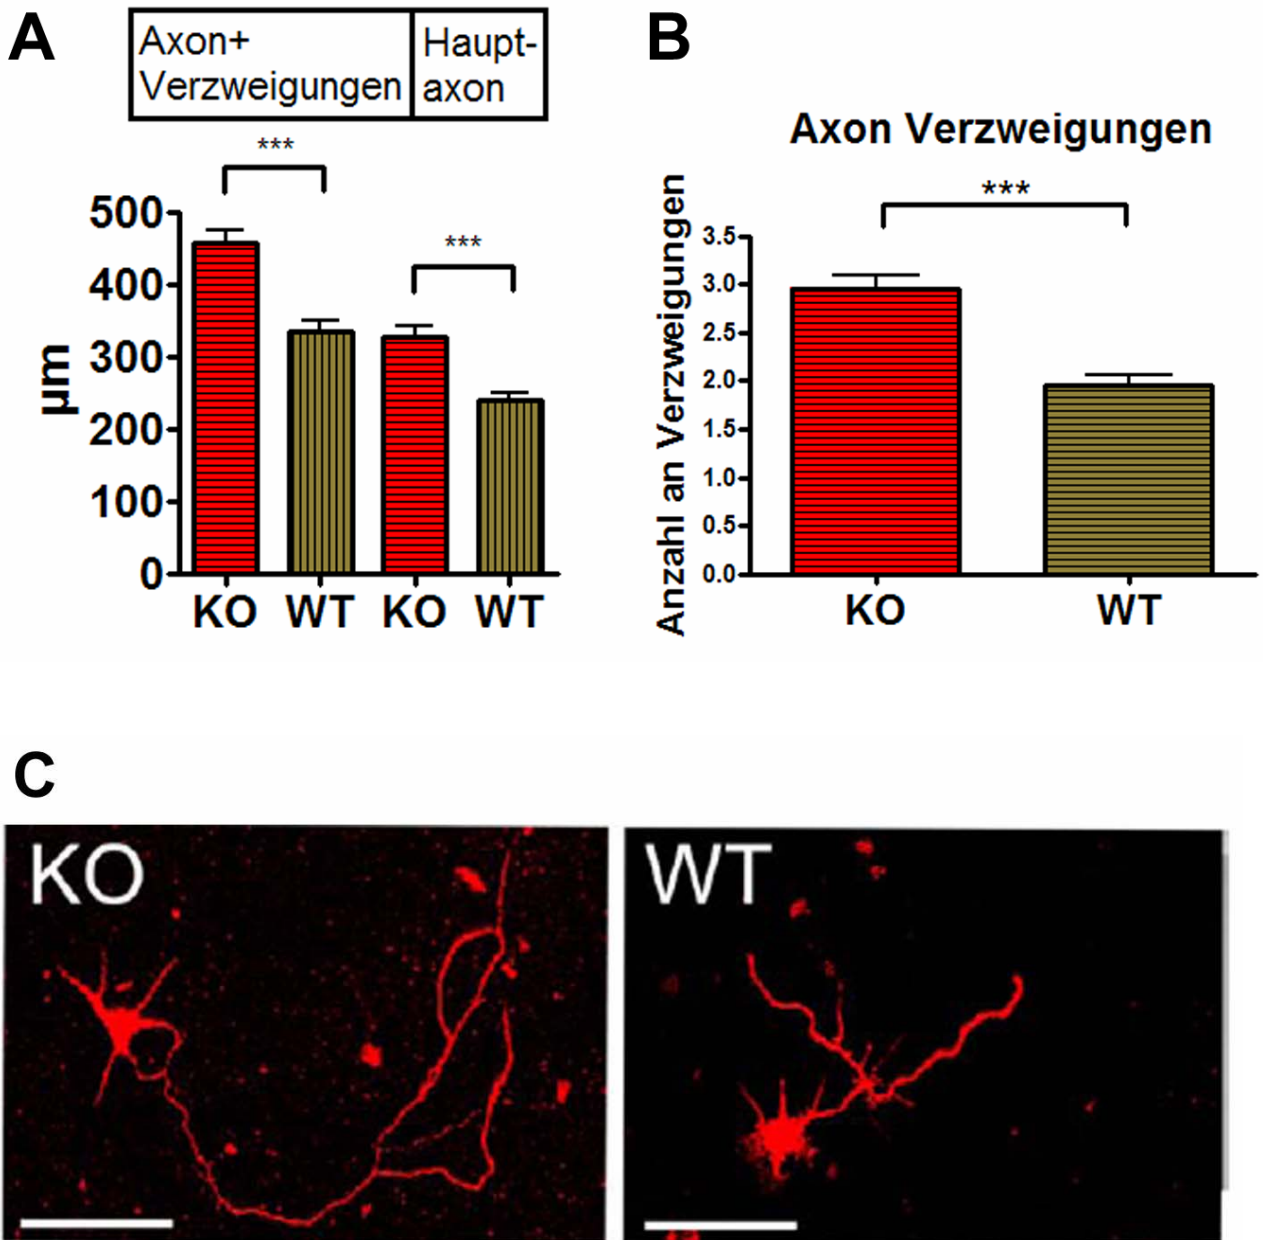 A
Axon+
Verzweigungen
Haupt-
axon
***
***
500
400
300
200
100
0
µm
KO WT KO WT
B
Axon Verzweigungen
***
Anzahl an Verzweigungen
3.5
3.0
2.5
2.0
1.5
1.0
0.5
0.0
KO WT
C
KO
WT